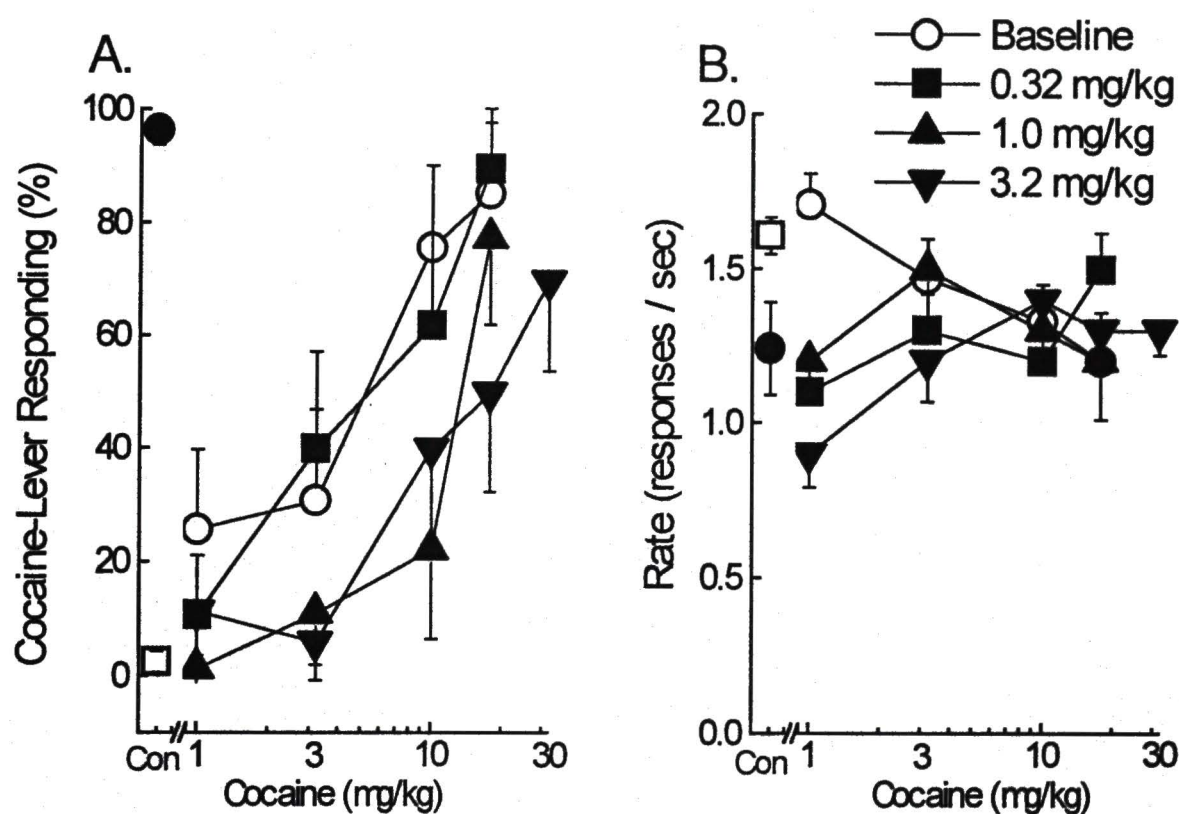 A.
Cocaine-Lever Responding (%)
100
80
60
40
20
0
Con
1
3
10
30
Cocaine (mg/kg)
B.
Baseline
0.32 mg/kg
1.0 mg/kg
3.2 mg/kg
Rate (responses / sec)
2.0
1.5
1.0
0.5
0.0
Con
1
3
10
30
Cocaine (mg/kg)